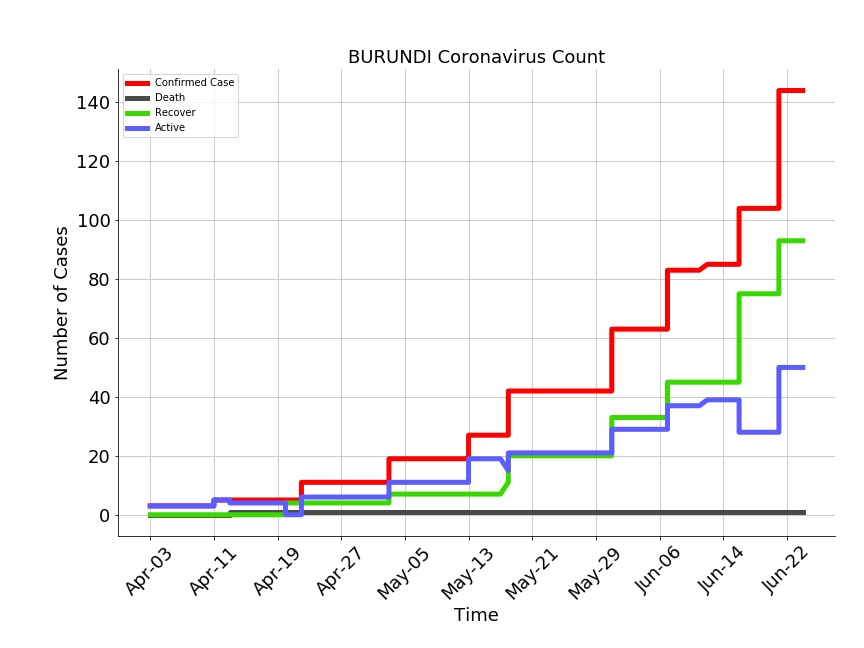 BURUNDI Coronavirus Count
Confirmed Case
Death
Recover
Active
Number of Cases
140
120
100
80
60
40
20
0
Apr-03
Apr-11
Apr-19
Apr-27
May-05
May-13
May-21
May-29
Jun-06
Jun-14
Jun-22
Time